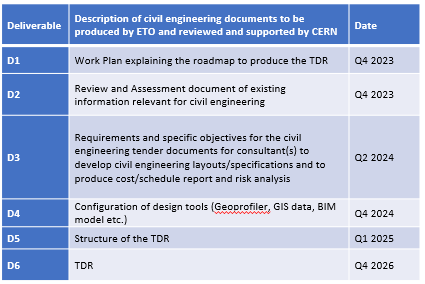 Deliverable
Description of civil engineering documents to be
produced by ETO and reviewed and supported by CERN
Date
D1
Work Plan explaining the roadmap to produce the TDR
Q4 2023
D2
Review and Assessment document of existing
information relevant for civil engineering
Q4 2023
D3
Requirements and specific objectives for the civil
engineering tender documents for consultant(s) to
develop civil engineering layouts/specifications and to
produce cost/schedule report and risk analysis
Q2 2024
D4
Configuration of design tools (Geoprofiler, GIS data, BIM
model etc.)
Q4 2024
D5
Structure of the TDR
Q1 2025
D6
TDR
Q4 2026